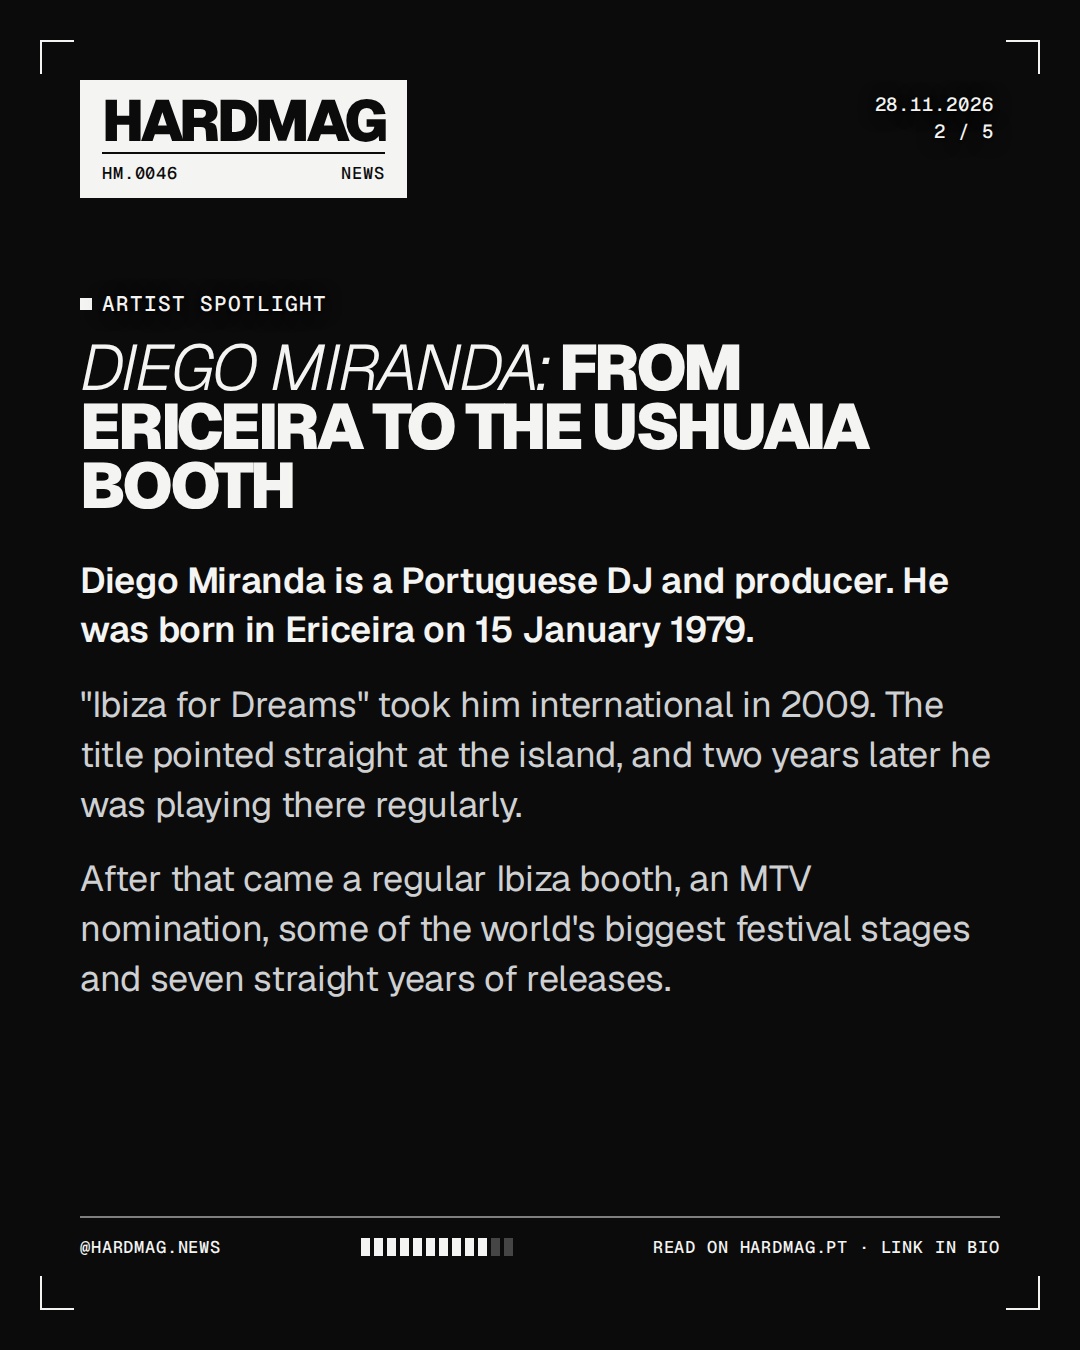 HARDMAG
HM.0046 NEWS
28.11.2026
2 / 5
ARTIST SPOTLIGHT
DIEGO MIRANDA: FROM
ERICEIRA TO THE USHUAIA
BOOTH
Diego Miranda is a Portuguese DJ and producer. He
was born in Ericeira on 15 January 1979.
"Ibiza for Dreams" took him international in 2009. The
title pointed straight at the island, and two years later he
was playing there regularly.
After that came a regular Ibiza booth, an MTV
nomination, some of the world's biggest festival stages
and seven straight years of releases.
@HARDMAG.NEWS
READ ON HARDMAG.PT · LINK IN BIO